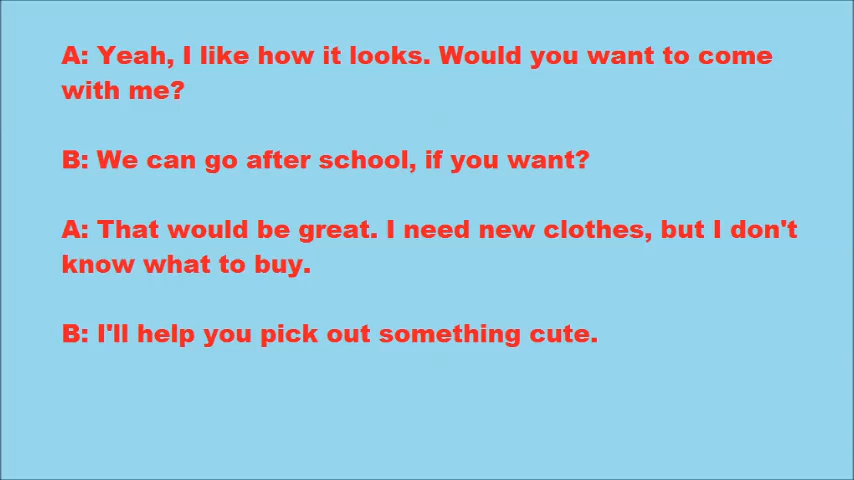 A: Yeah, I like how it looks. Would you want to come
with me?
B: We can go after school, if you want?
A: That would be great. I need new clothes, but I don't
know what to buy.
B: I'll help you pick out something cute.